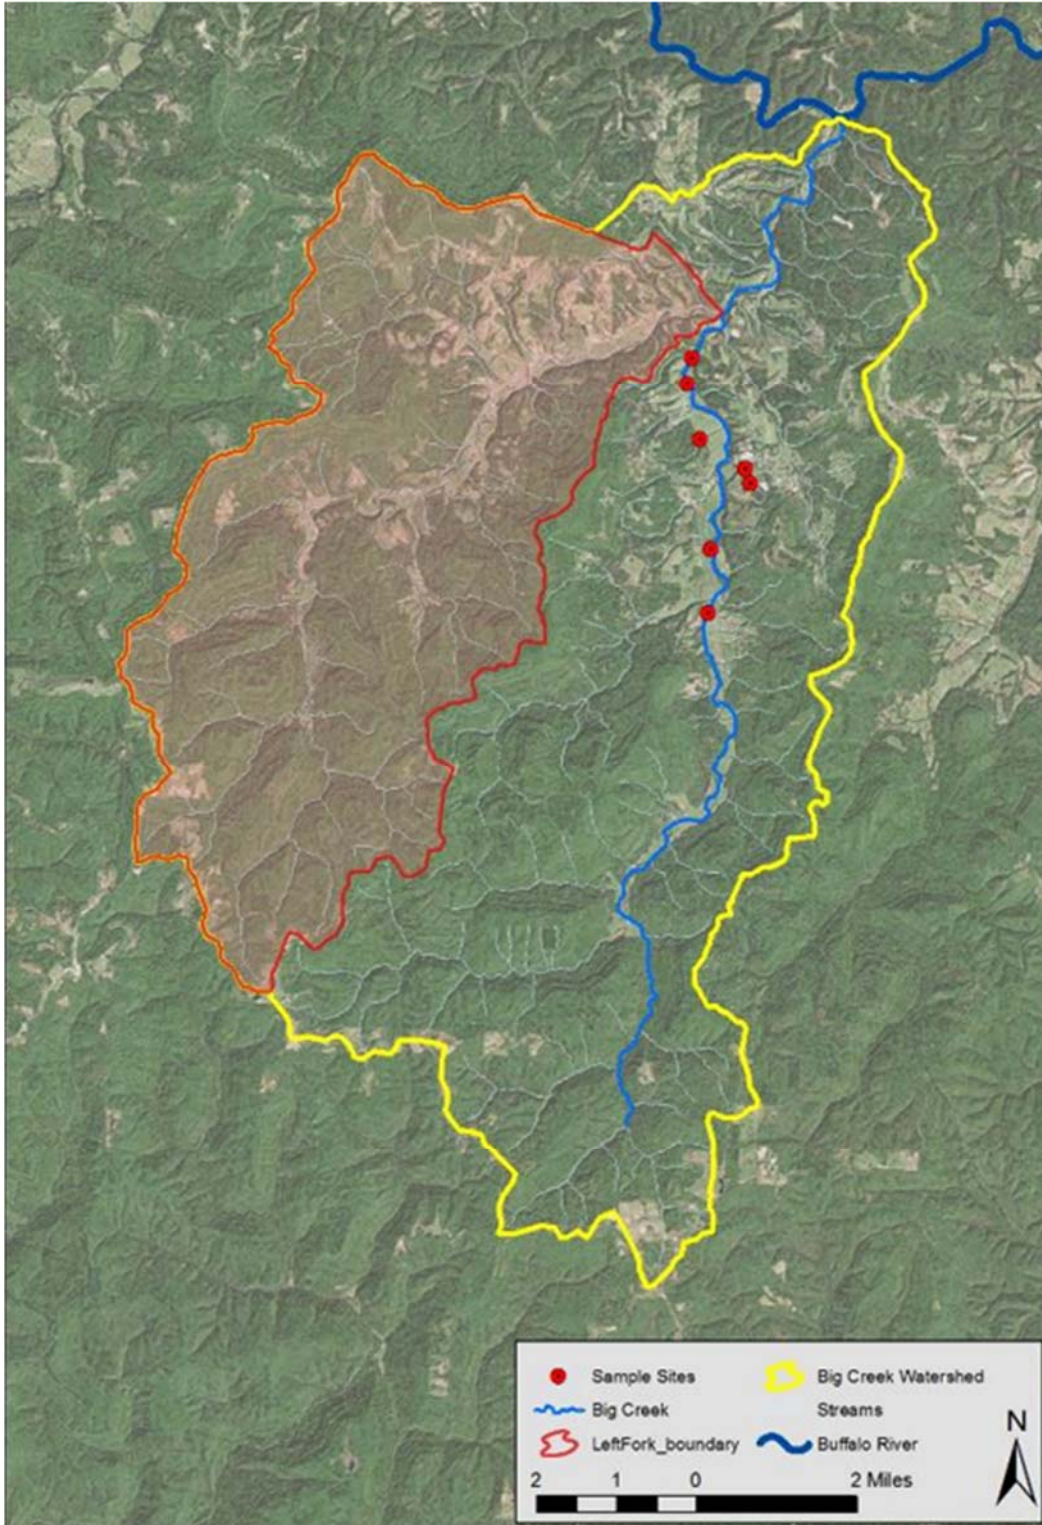 Sample Sites
Big Creek Watershed
Big Creek
Streams
LeftFork_boundary
Buffalo River
N
2 1 0 2 Miles